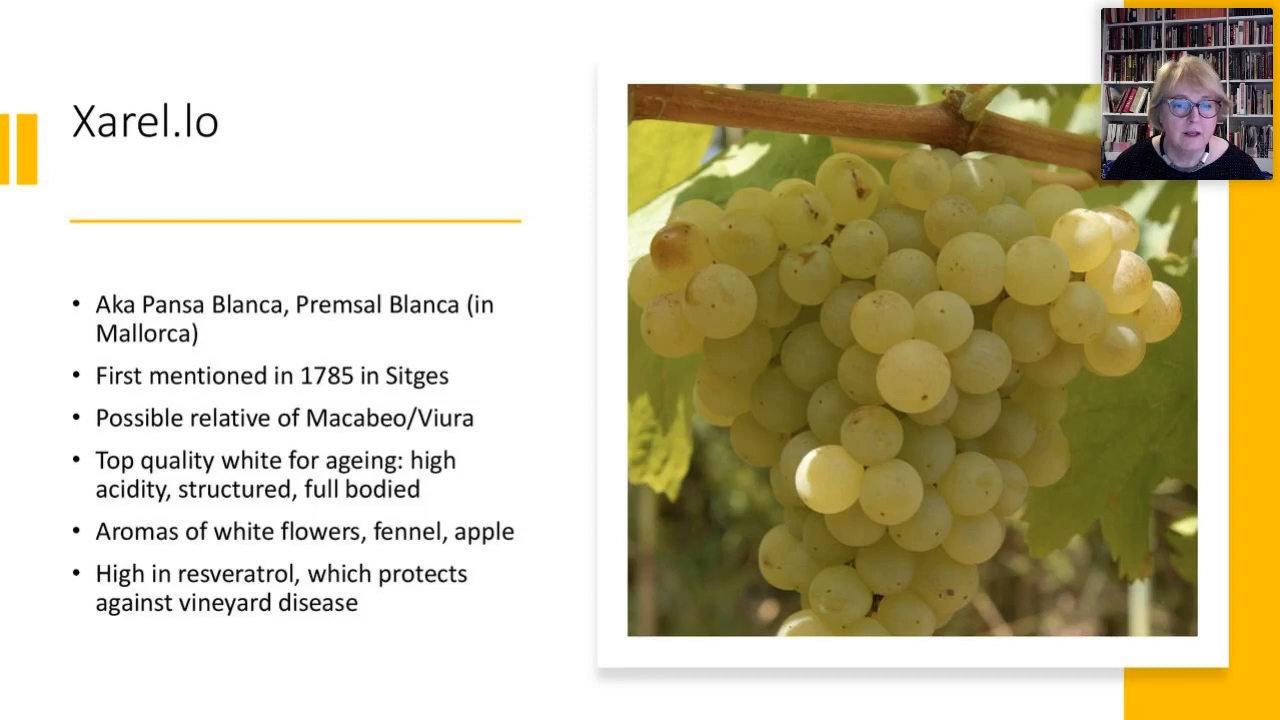 Xarel.lo
• Aka Pansa Blanca, Premsal Blanca (in
Mallorca)
• First mentioned in 1785 in Sitges
• Possible relative of Macabeo/Viura
• Top quality white for ageing: high
acidity, structured, full bodied
• Aromas of white flowers, fennel, apple
• High in resveratrol, which protects
against vineyard disease